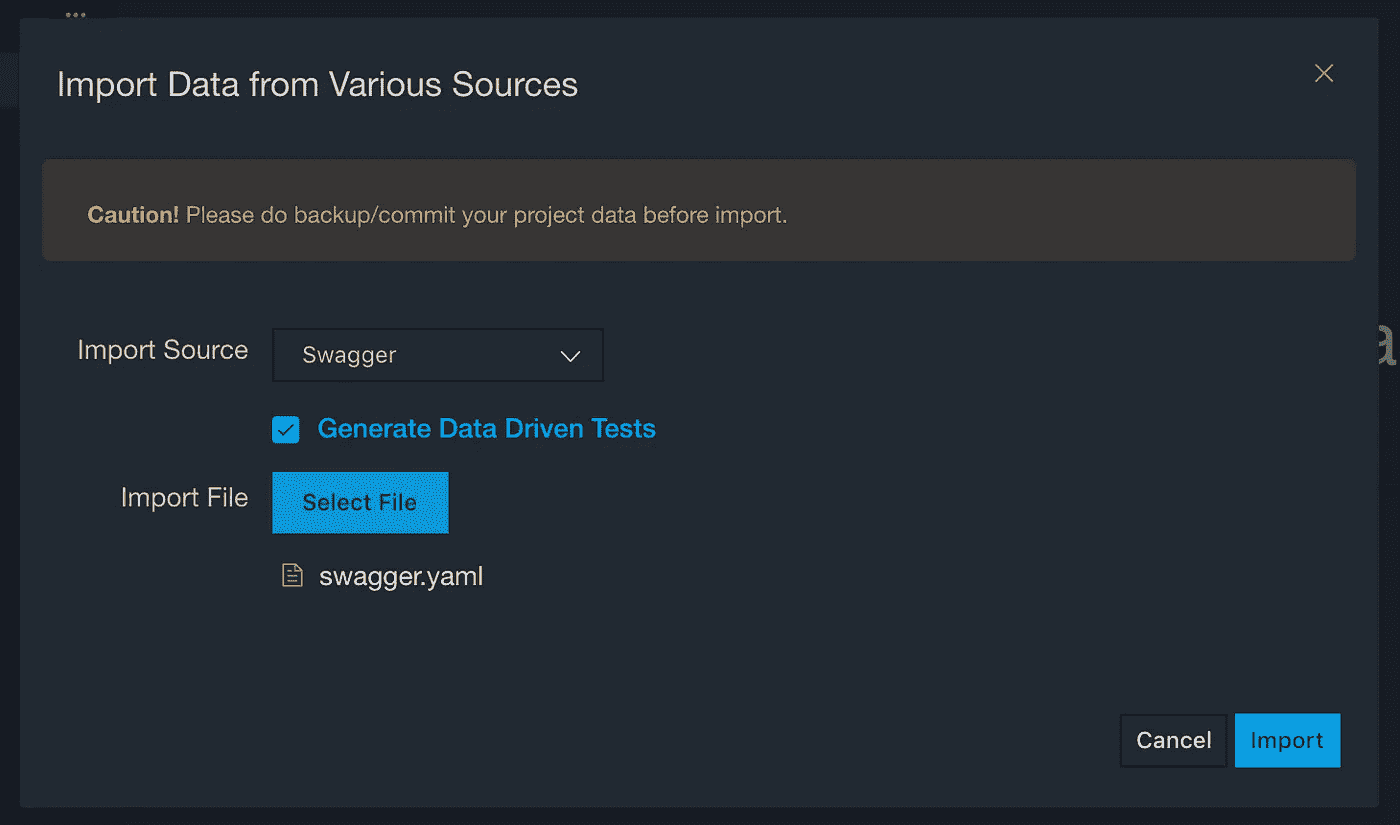 Import Data from Various Sources
Caution! Please do backup/commit your project data before import.
Import Source
Swagger
Generate Data Driven Tests
Import File
Select File
swagger.yaml
Cancel
Import